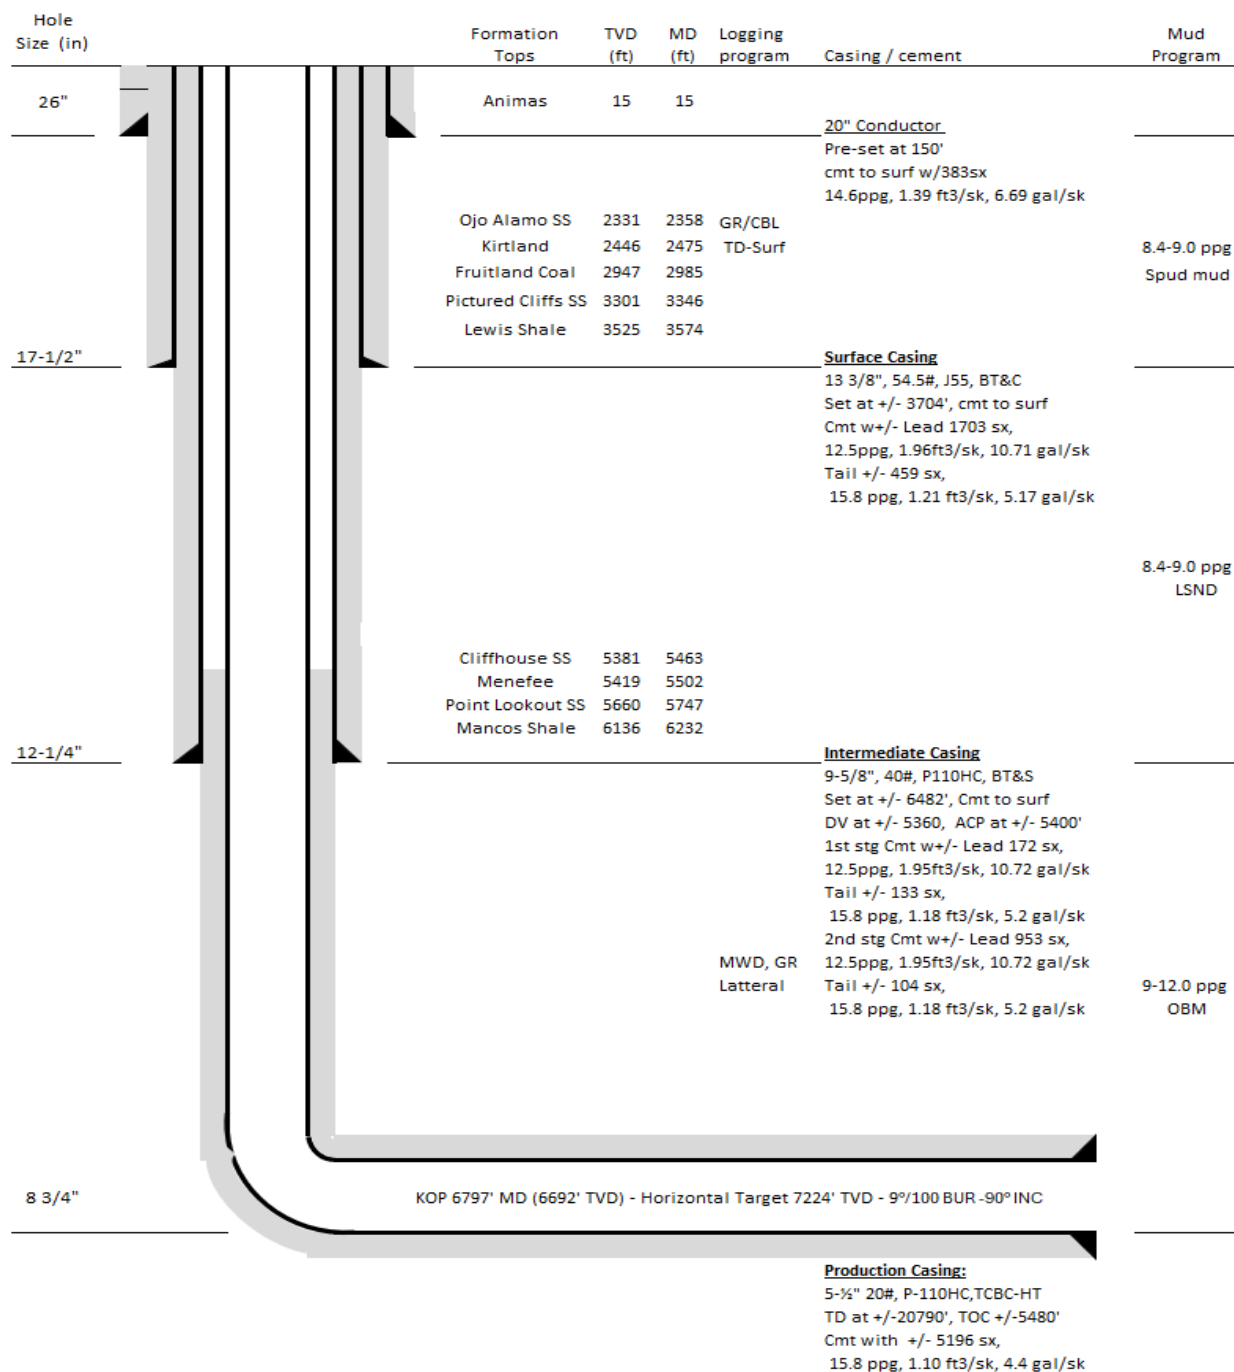 Hole
Size (in)
Formation
Tops
TVD
(ft)
MD
(ft)
Logging
program
Casing / cement
Mud
Program
26"
Animas 15 15
20" Conductor
Pre-set at 150'
cmt to surf w/383sx
14.6ppg, 1.39 ft3/sk, 6.69 gal/sk
Ojo Alamo SS 2331 2358 GR/CBL
Kirtland 2446 2475 TD-Surf
8.4-9.0 ppg
Spud mud
Fruitland Coal 2947 2985
Pictured Cliffs SS 3301 3346
Lewis Shale 3525 3574
17-1/2"
Surface Casing
13 3/8", 54.5#, J55, BT&C
Set at +/- 3704', cmt to surf
Cmt w+/- Lead 1703 sx,
12.5ppg, 1.96ft3/sk, 10.71 gal/sk
Tail +/- 459 sx,
15.8 ppg, 1.21 ft3/sk, 5.17 gal/sk
8.4-9.0 ppg
LSND
Cliffhouse SS 5381 5463
Menefee 5419 5502
Point Lookout SS 5660 5747
Mancos Shale 6136 6232
12-1/4"
Intermediate Casing
9-5/8", 40#, P110HC, BT&S
Set at +/- 6482', Cmt to surf
DV at +/- 5360, ACP at +/- 5400'
1st stg Cmt w+/- Lead 172 sx,
12.5ppg, 1.95ft3/sk, 10.72 gal/sk
Tail +/- 133 sx,
15.8 ppg, 1.18 ft3/sk, 5.2 gal/sk
2nd stg Cmt w+/- Lead 953 sx,
12.5ppg, 1.95ft3/sk, 10.72 gal/sk
Tail +/- 104 sx,
15.8 ppg, 1.18 ft3/sk, 5.2 gal/sk
MWD, GR
Latteral
9-12.0 ppg
OBM
8 3/4"
KOP 6797' MD (6692' TVD) - Horizontal Target 7224' TVD - 9º/100 BUR -90º INC
Production Casing:
5-½" 20#, P-110HC,TCBC-HT
TD at +/-20790', TOC +/-5480'
Cmt with +/- 5196 sx,
15.8 ppg, 1.10 ft3/sk, 4.4 gal/sk